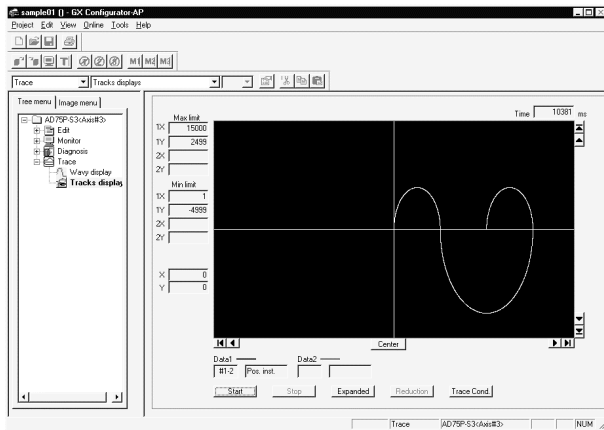 sample01 () - GX Configurator-AP
Project Edit View Online Tools Help
T M1 M2 M3
Trace Tracks displays
Tree menu Image menu
AD75P-S3<Axis#3>
Edit
Monitor
Diagnosis
Trace
Wavy display
Tracks display
Time 10381 ms
Max limit
1X 15000
1Y 2499
2X
2Y
Min limit
1X 1
1Y -4999
2X
2Y
X 0
Y 0
Center
Data1 Data2
#1-2 Pos. inst.
Start Stop Expanded Reduction Trace Cond.
Trace AD75P-S3<Axis#3> NUM